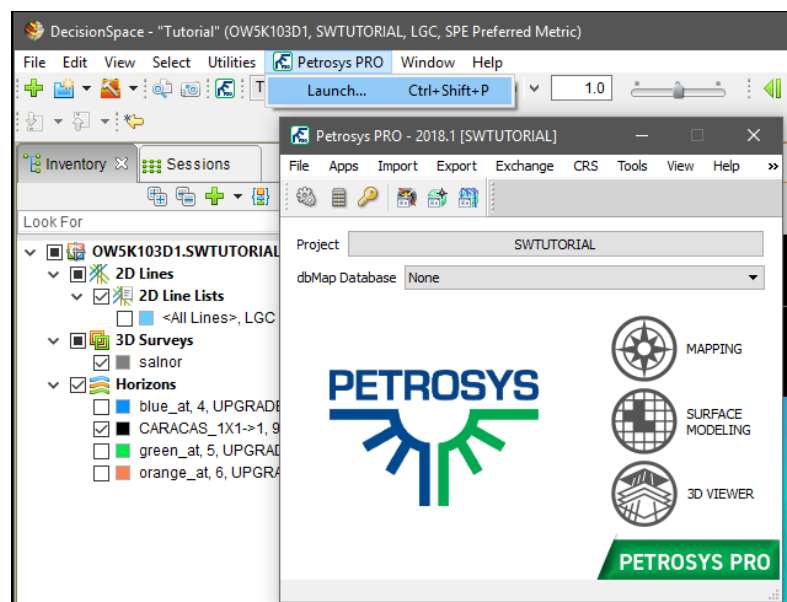 DecisionSpace - "Tutorial" (OW5K103D1, SWTUTORIAL, LGC, SPE Preferred Metric)
File Edit View Select Utilities Petrosys PRO Window Help
Launch... Ctrl+Shift+P
T
1.0
Inventory Sessions
Look For
OW5K103D1.SWTUTORIAL
2D Lines
2D Line Lists
<All Lines>, LGC
3D Surveys
salnor
Horizons
blue_at, 4, UPGRADE
CARACAS_1X1->1, 9
green_at, 5, UPGRAD
orange_at, 6, UPGRA
Petrosys PRO - 2018.1 [SWTUTORIAL]
File Apps Import Export Exchange CRS Tools View Help »
Project SWTUTORIAL
dbMap Database None
PETROSYS
MAPPING
SURFACE
MODELING
3D VIEWER
PETROSYS PRO